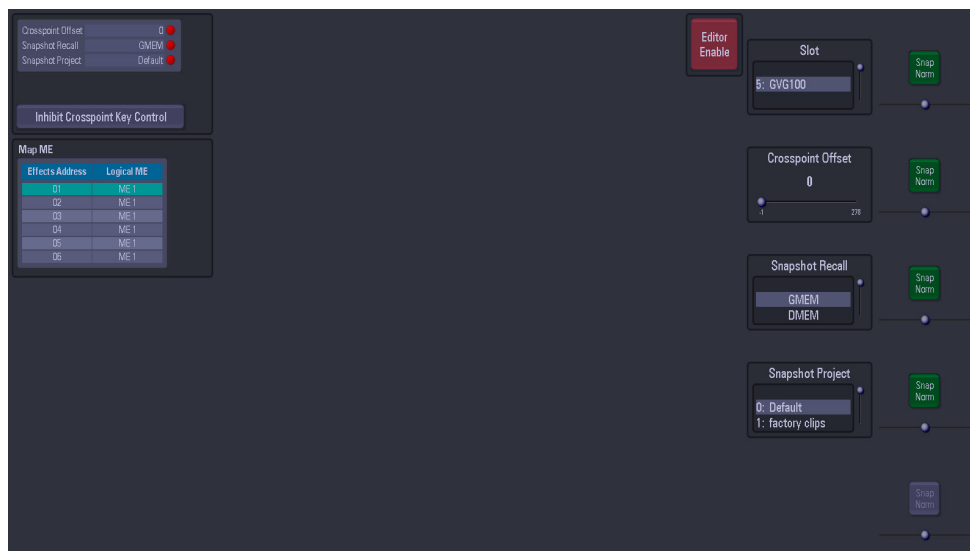 Crosspoint Offset 0
Snapshot Recall GMEM
Snapshot Project Default
Inhibit Crosspoint Key Control
Map ME
Effects Address Logical ME
01 ME 1
02 ME 1
03 ME 1
04 ME 1
05 ME 1
06 ME 1
Editor
Enable
Slot
5: GVG100
Snap
Norm
Crosspoint Offset
0
-1 278
Snap
Norm
Snapshot Recall
GMEM
DMEM
Snap
Norm
Snapshot Project
0: Default
1: factory clips
Snap
Norm
Snap
Norm